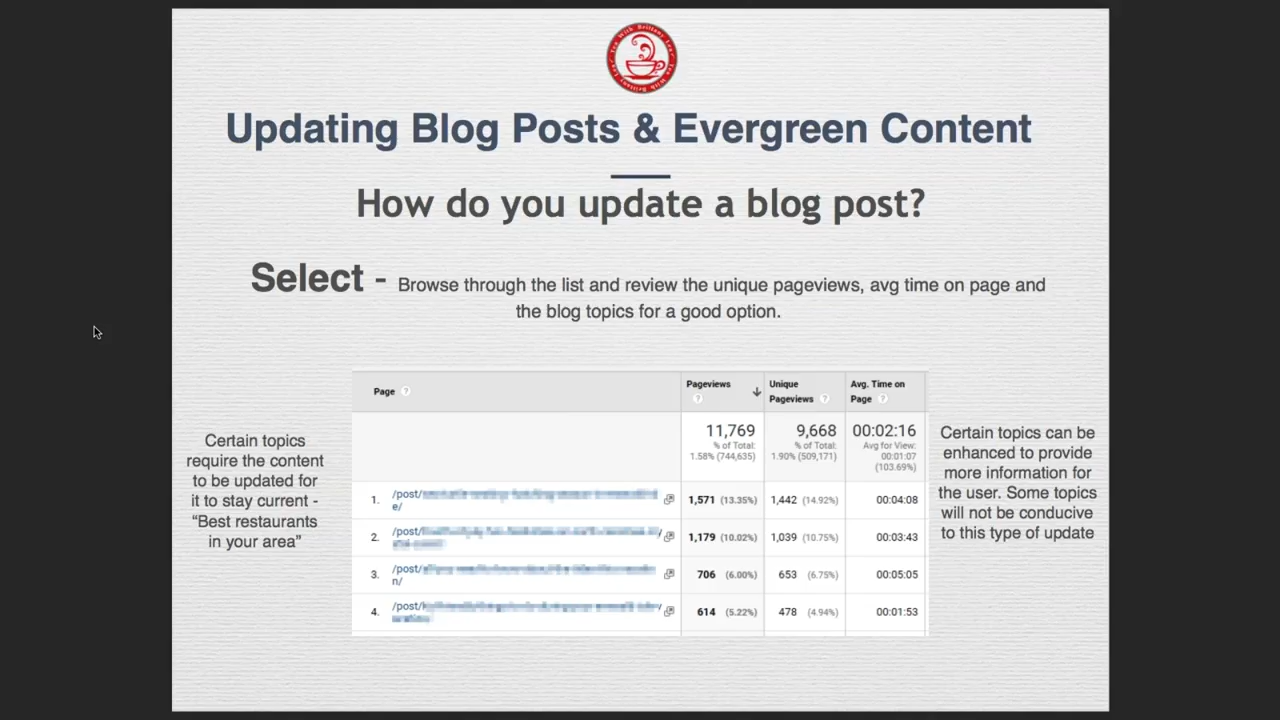 Tea With Brittany
Updating Blog Posts & Evergreen Content
How do you update a blog post?
Select - Browse through the list and review the unique pageviews, avg time on page and
the blog topics for a good option.
Certain topics
require the content
to be updated for
it to stay current -
“Best restaurants
in your area”
Page ?
Pageviews ?
Unique Pageviews ?
Avg. Time on Page ?
11,769
% of Total:
1.58% (744,635)
9,668
% of Total:
1.90% (509,171)
00:02:16
Avg for View:
00:01:07
(103.69%)
1. /post/ e/ 1,571 (13.35%) 1,442 (14.92%) 00:04:08
2. /post/ 1,179 (10.02%) 1,039 (10.75%) 00:03:43
3. /post/ n/ 706 (6.00%) 653 (6.75%) 00:05:05
4. /post/ 614 (5.22%) 478 (4.94%) 00:01:53
Certain topics can be
enhanced to provide
more information for
the user. Some topics
will not be conducive
to this type of update